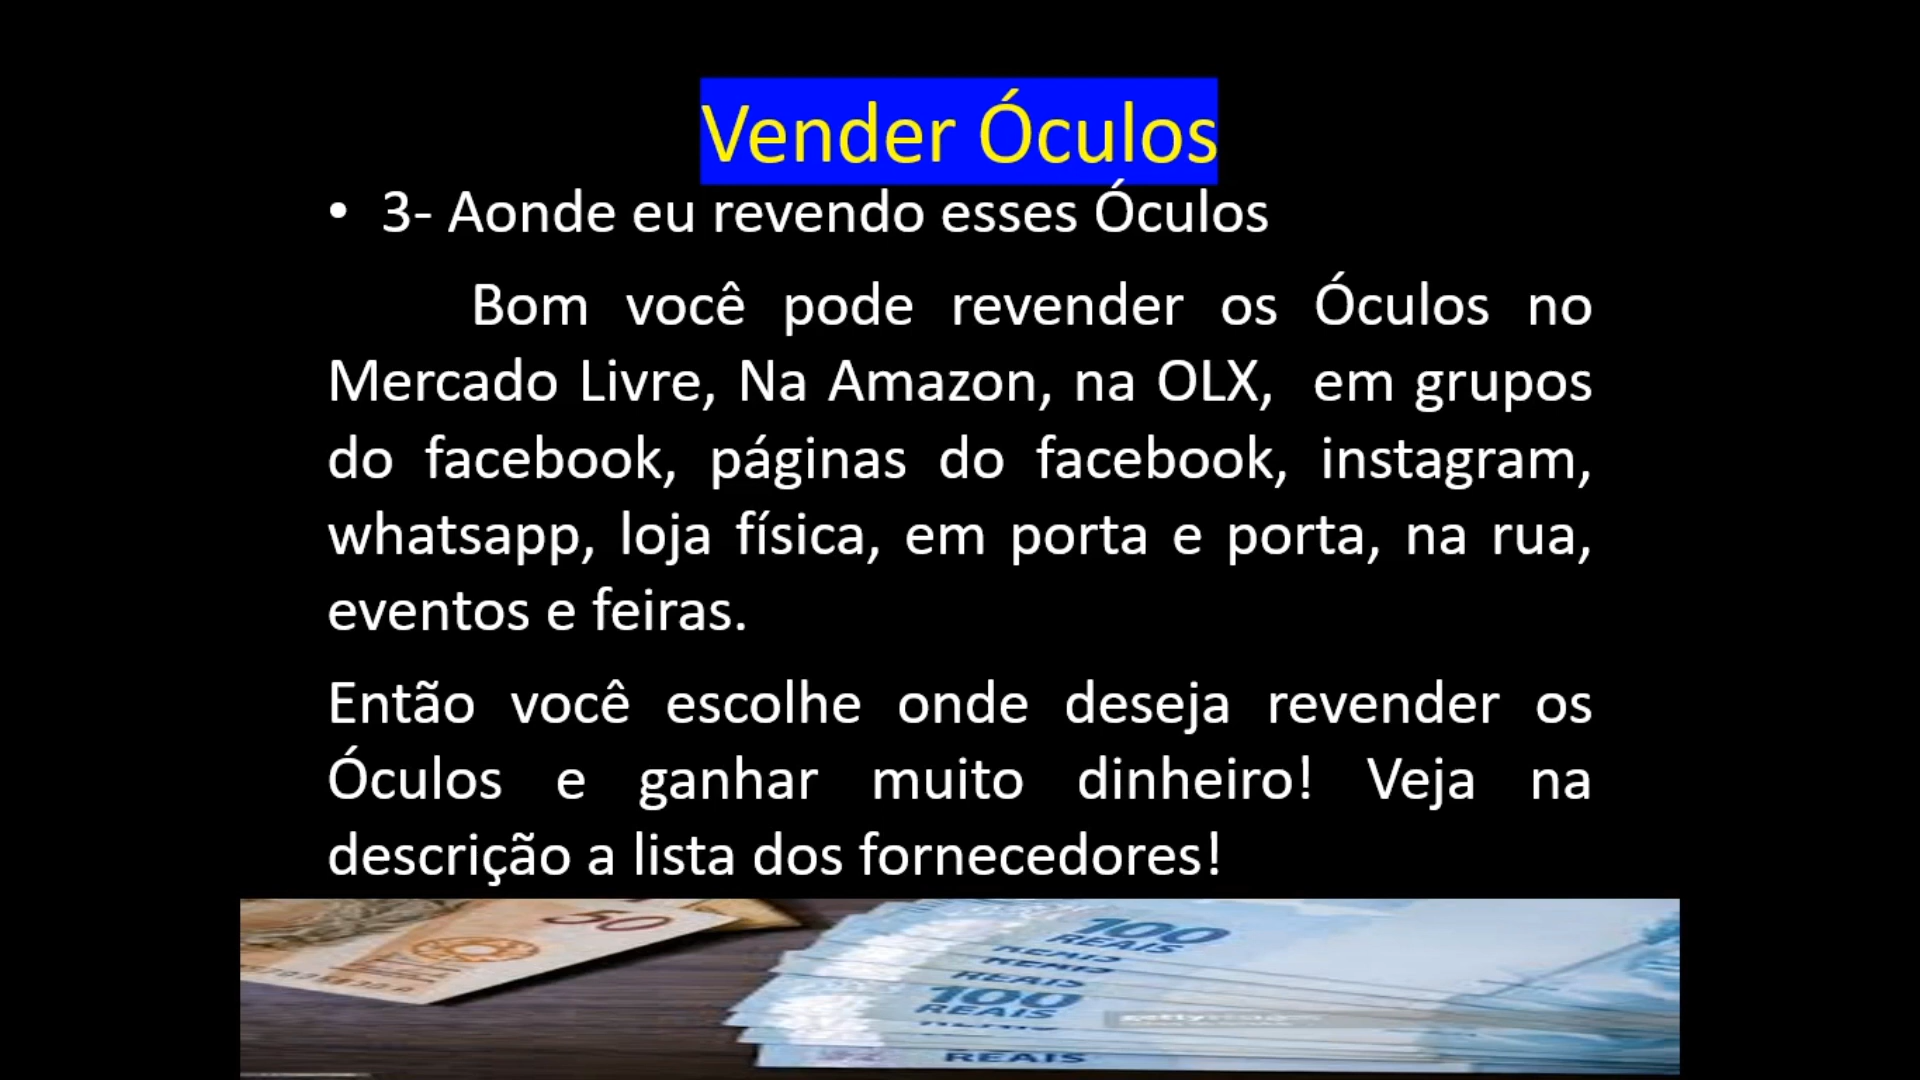 Vender Óculos
• 3- Aonde eu revendo esses Óculos
Bom você pode revender os Óculos no
Mercado Livre, Na Amazon, na OLX, em grupos
do facebook, páginas do facebook, instagram,
whatsapp, loja física, em porta e porta, na rua,
eventos e feiras.
Então você escolhe onde deseja revender os
Óculos e ganhar muito dinheiro! Veja na
descrição a lista dos fornecedores!
50
100
REAIS
REAIS
100
REAIS
REAIS